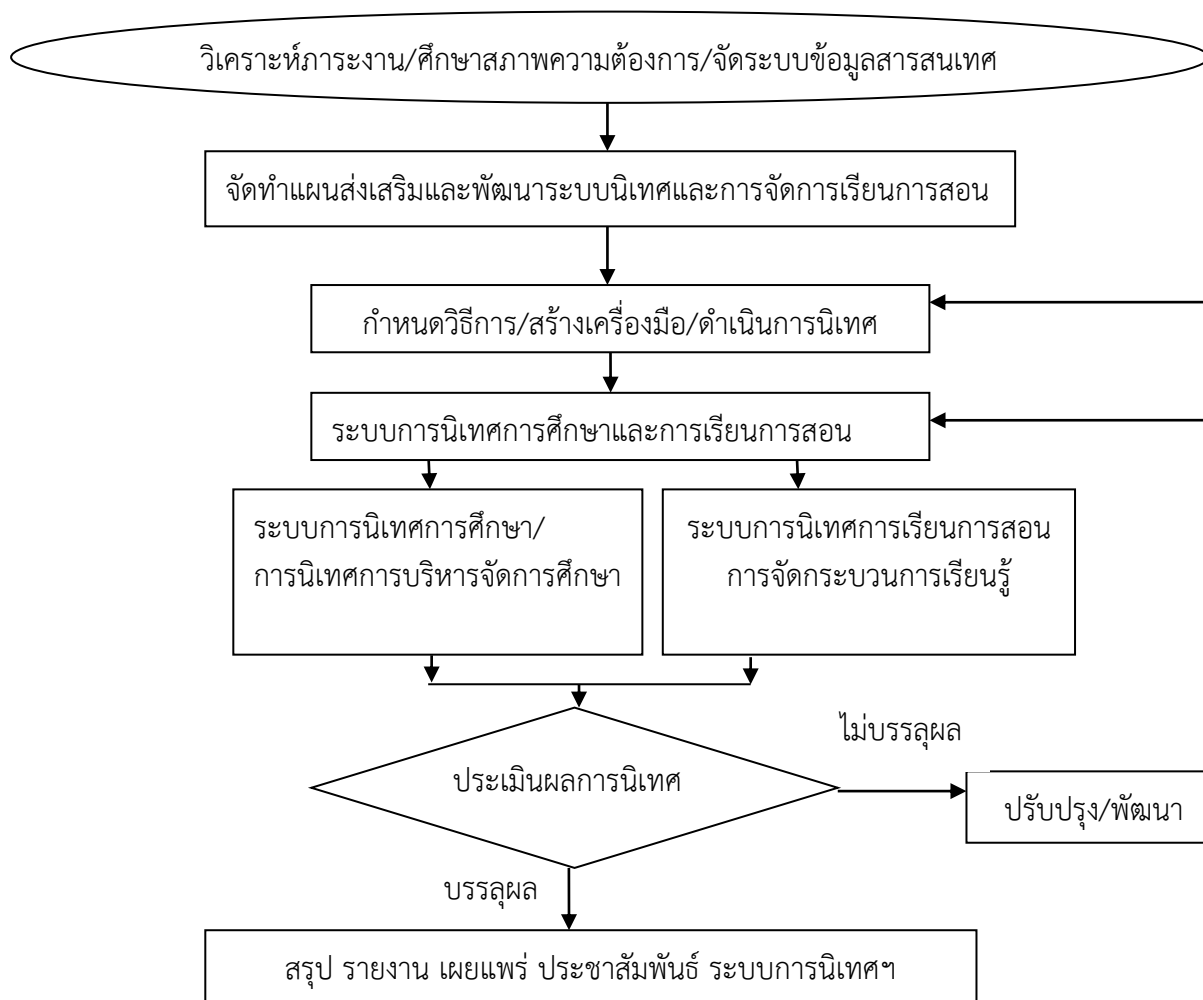 วิเคราะห์ภาระงาน/ศึกษาสภาพความต้องการ/จัดระบบข้อมูลสารสนเทศ
จัดทำแผนส่งเสริมและพัฒนาระบบนิเทศและการจัดการเรียนการสอน
กำหนดวิธีการ/สร้างเครื่องมือ/ดำเนินการนิเทศ
ระบบการนิเทศการศึกษาและการเรียนการสอน
ระบบการนิเทศการศึกษา/
การนิเทศการบริหารจัดการศึกษา
ระบบการนิเทศการเรียนการสอน
การจัดกระบวนการเรียนรู้
ประเมินผลการนิเทศ
ไม่บรรลุผล
ปรับปรุง/พัฒนา
บรรลุผล
สรุป รายงาน เผยแพร่ ประชาสัมพันธ์ ระบบการนิเทศฯ